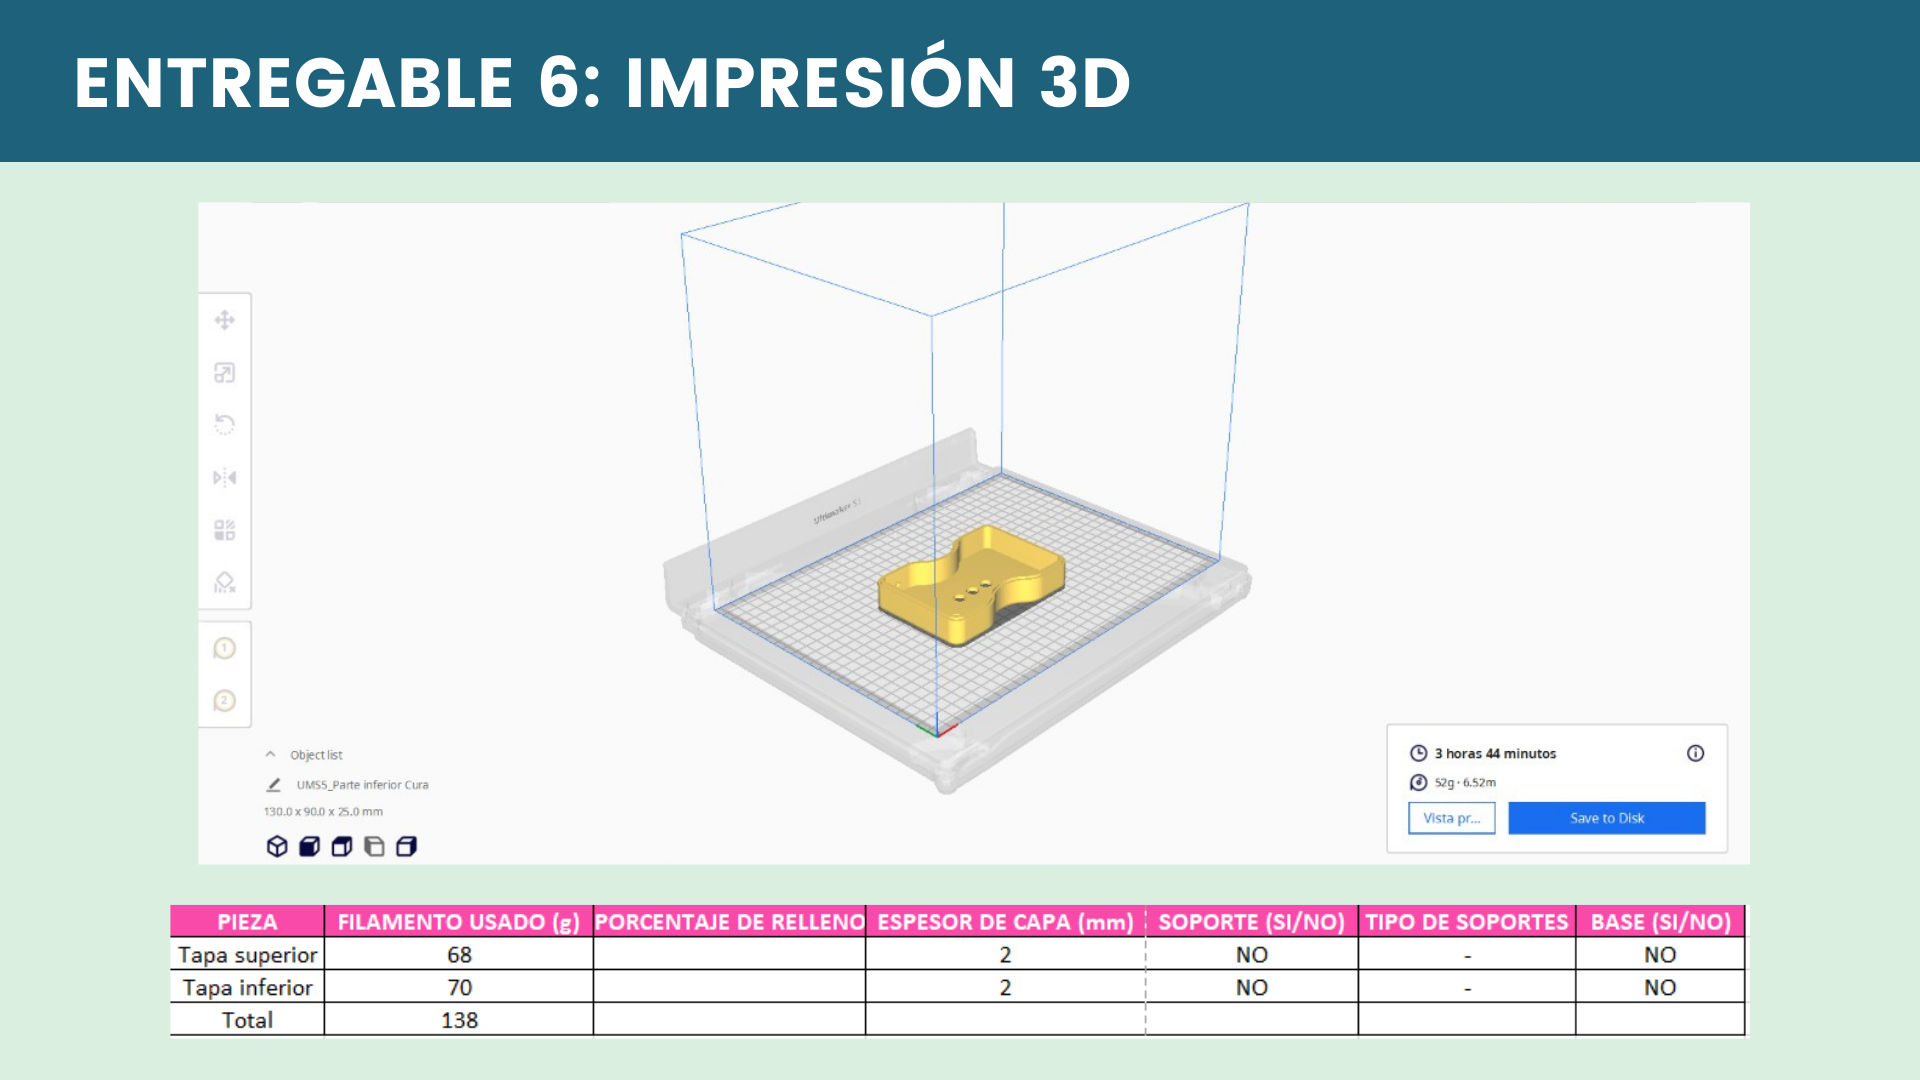 ENTREGABLE 6: IMPRESIÓN 3D
Ultimaker S5
1
2
Object list
UMS5_Parte inferior Cura
130.0 x 90.0 x 25.0 mm
3 horas 44 minutos
52g · 6.52m
Vista pr...
Save to Disk
PIEZA FILAMENTO USADO (g) PORCENTAJE DE RELLENO ESPESOR DE CAPA (mm) SOPORTE (SI/NO) TIPO DE SOPORTES BASE (SI/NO)
Tapa superior 68 2 NO - NO
Tapa inferior 70 2 NO - NO
Total 138